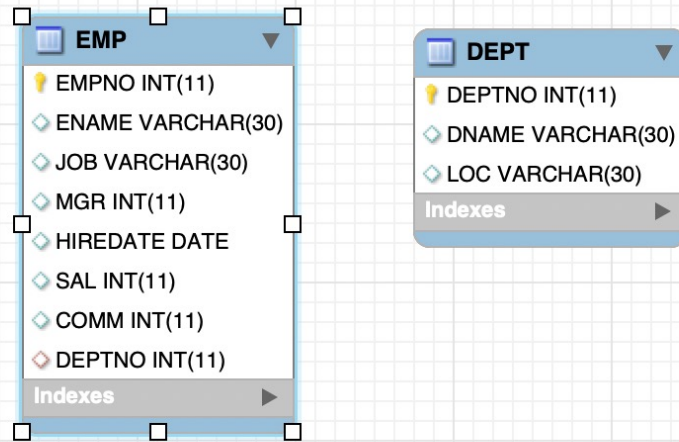 EMP
EMPNO INT(11)
ENAME VARCHAR(30)
JOB VARCHAR(30)
MGR INT(11)
HIREDATE DATE
SAL INT(11)
COMM INT(11)
DEPTNO INT(11)
Indexes
DEPT
DEPTNO INT(11)
DNAME VARCHAR(30)
LOC VARCHAR(30)
Indexes